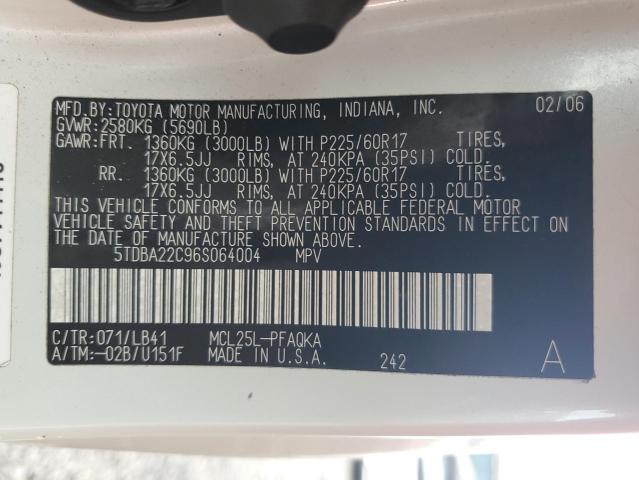 MFD.BY:TOYOTA MOTOR MANUFACTURING, INDIANA, INC. 02/06
GVWR:2580KG (5690LB)
GAWR:FRT. 1360KG (3000LB) WITH P225/60R17 TIRES,
17X6.5JJ RIMS, AT 240KPA (35PSI) COLD.
RR. 1360KG (3000LB) WITH P225/60R17 TIRES,
17X6.5JJ RIMS, AT 240KPA (35PSI) COLD.
THIS VEHICLE CONFORMS TO ALL APPLICABLE FEDERAL MOTOR
VEHICLE SAFETY AND THEFT PREVENTION STANDARDS IN EFFECT ON
THE DATE OF MANUFACTURE SHOWN ABOVE.
5TDBA22C96S064004 MPV
C/TR:071/LB41 MCL25L-PFAQKA
A/TM:-02B/U151F MADE IN U.S.A. 242 A